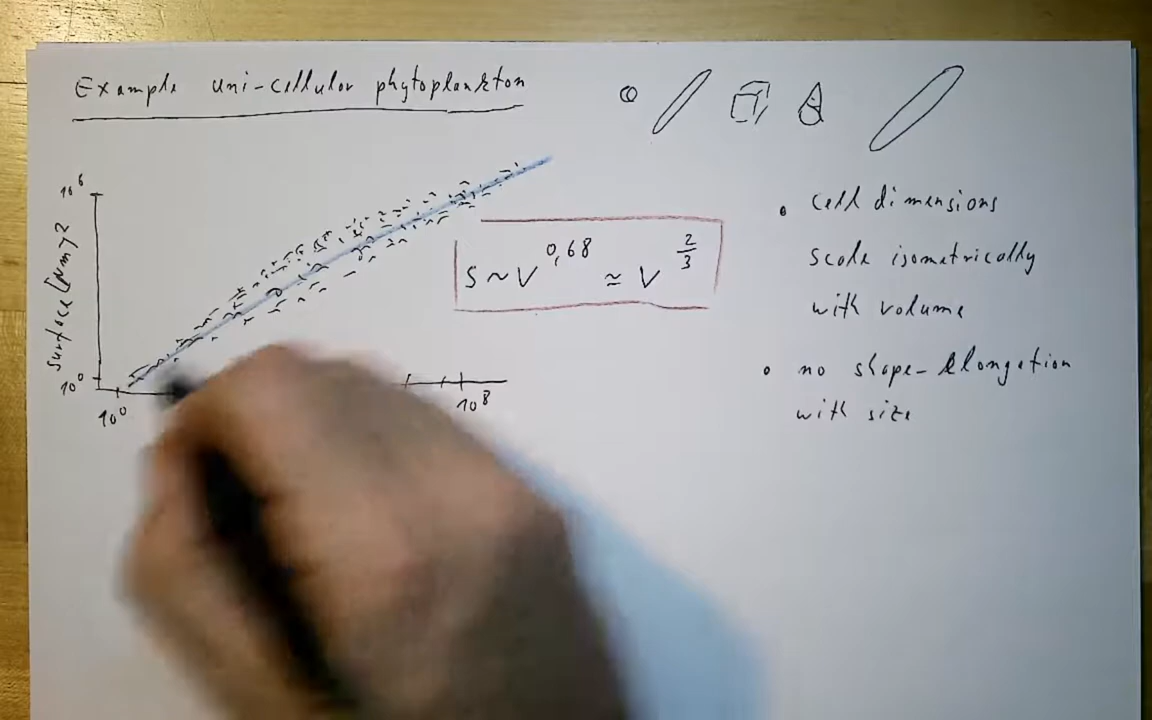 Example uni-cellular phytoplankton
10^6
surface [μm]^2
10^0
10^0
10^8
S ~ V^0,68 ≃ V^2/3
• cell dimensions
scale isometrically
with volume
• no shape-elongation
with size